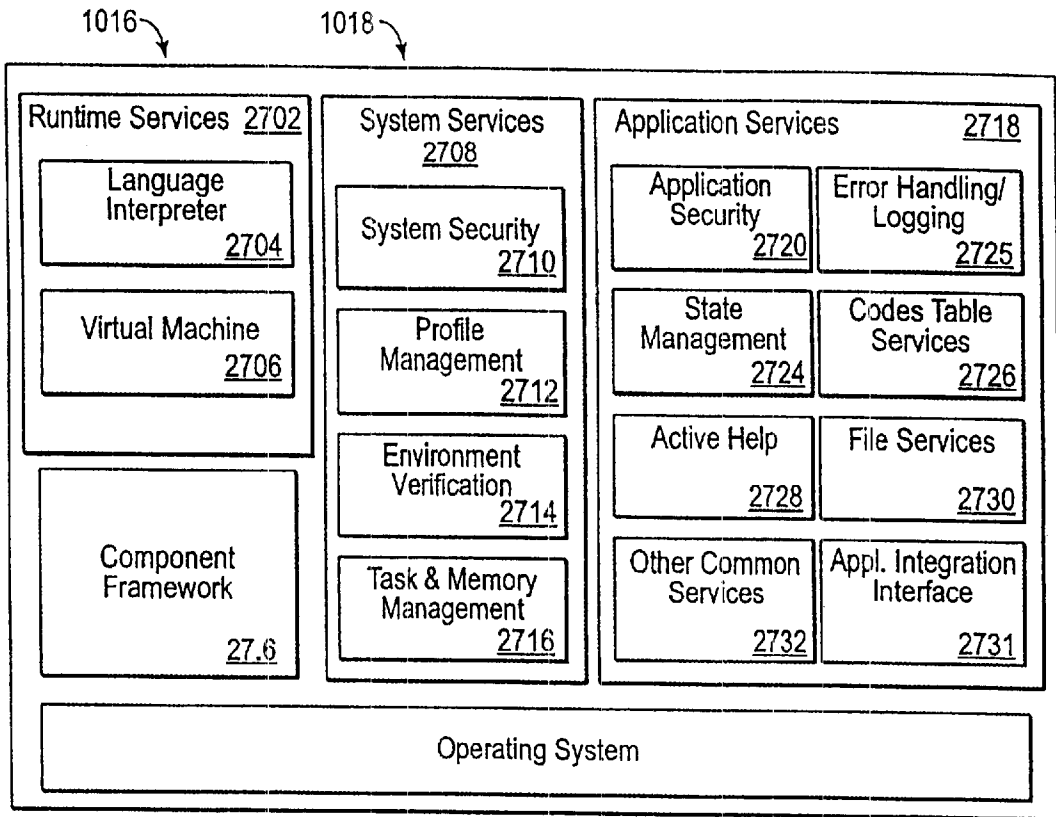 1016
1018
Runtime Services 2702
Language
Interpreter
2704
Virtual Machine
2706
Component
Framework
27.6
System Services
2708
System Security
2710
Profile
Management
2712
Environment
Verification
2714
Task & Memory
Management
2716
Application Services 2718
Application
Security
2720
Error Handling/
Logging
2725
State
Management
2724
Codes Table
Services
2726
Active Help
2728
File Services
2730
Other Common
Services
2732
Appl. Integration
Interface
2731
Operating System